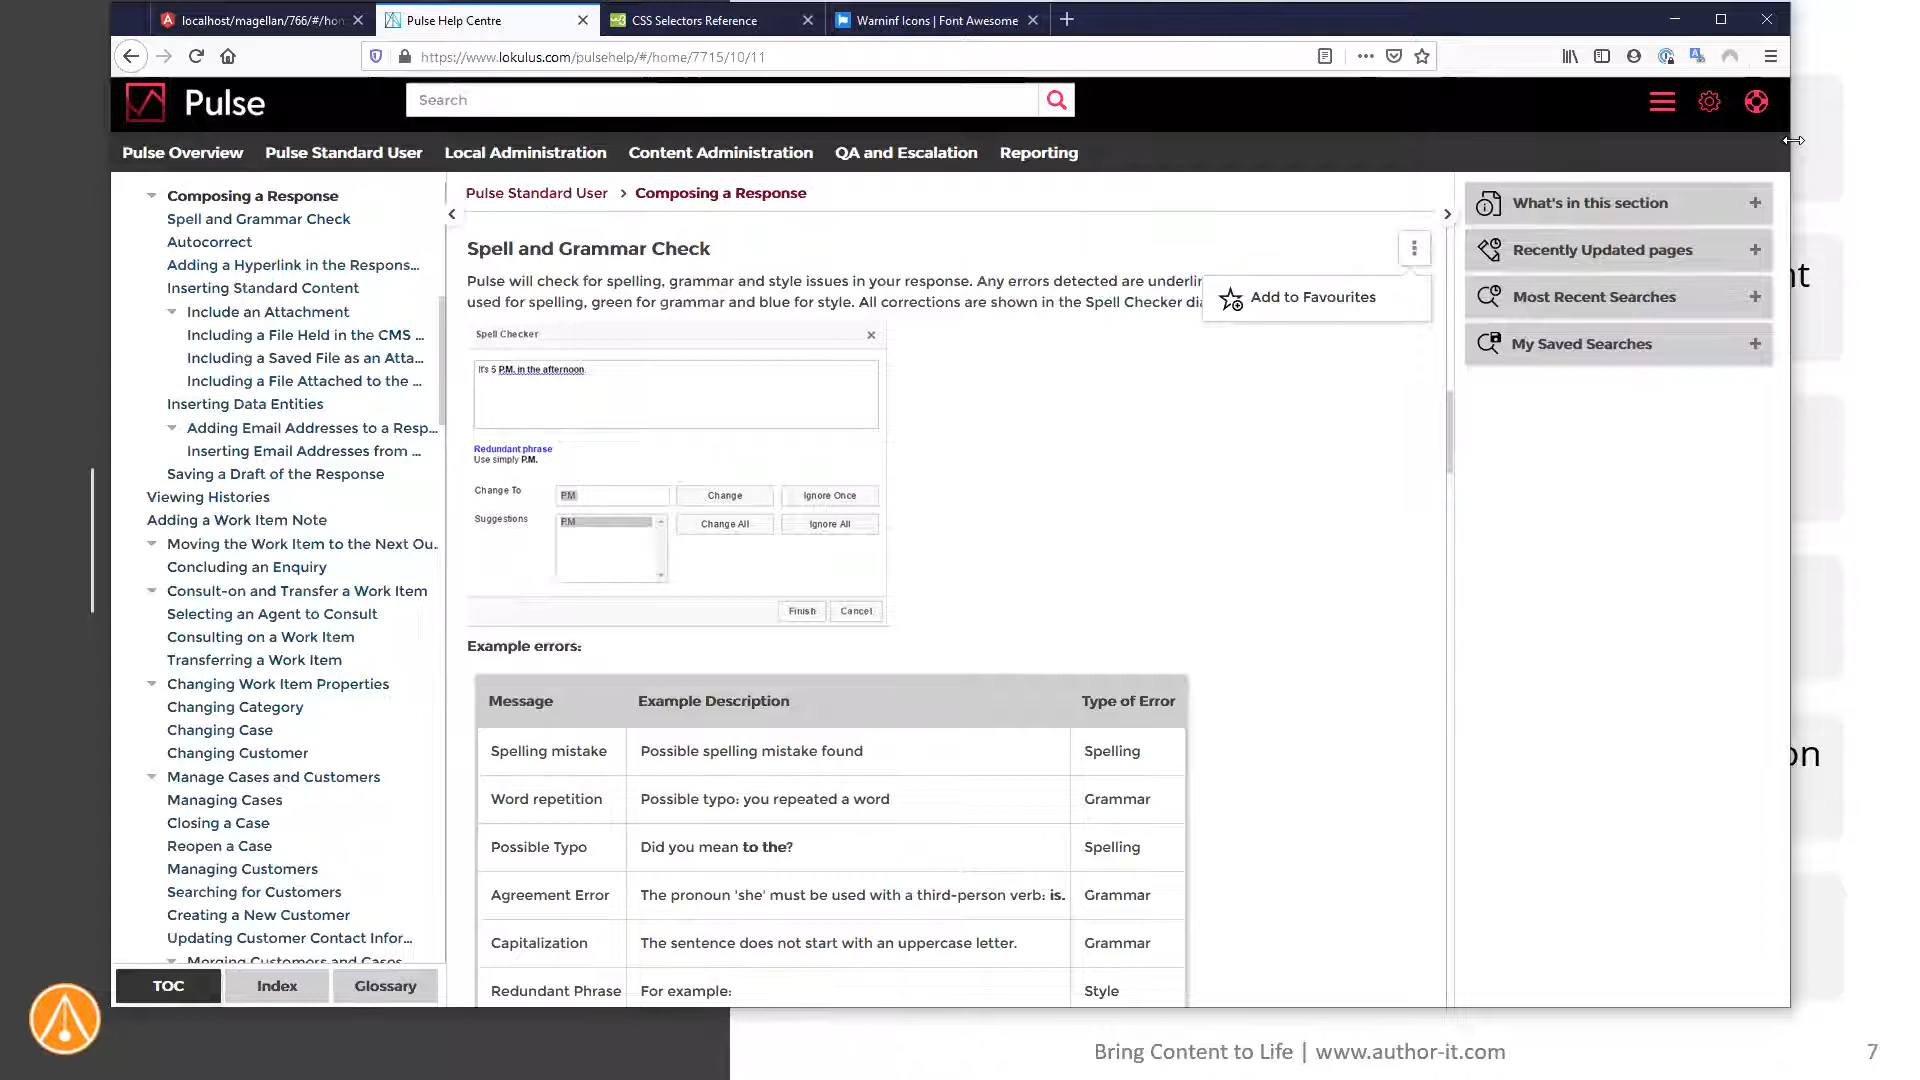 localhost/magellan/766/#/hon
Pulse Help Centre
CSS Selectors Reference
Warninf Icons | Font Awesome
https://www.lokulus.com/pulsehelp/#/home/7715/10/11
Pulse
Search
Pulse Overview
Pulse Standard User
Local Administration
Content Administration
QA and Escalation
Reporting
Composing a Response
Spell and Grammar Check
Autocorrect
Adding a Hyperlink in the Respons...
Inserting Standard Content
Include an Attachment
Including a File Held in the CMS ...
Including a Saved File as an Atta...
Including a File Attached to the ...
Inserting Data Entities
Adding Email Addresses to a Resp...
Inserting Email Addresses from ...
Saving a Draft of the Response
Viewing Histories
Adding a Work Item Note
Moving the Work Item to the Next Ou..
Concluding an Enquiry
Consult-on and Transfer a Work Item
Selecting an Agent to Consult
Consulting on a Work Item
Transferring a Work Item
Changing Work Item Properties
Changing Category
Changing Case
Changing Customer
Manage Cases and Customers
Managing Cases
Closing a Case
Reopen a Case
Managing Customers
Searching for Customers
Creating a New Customer
Updating Customer Contact Infor...
Merging Customers and Cases
TOC
Index
Glossary
Pulse Standard User > Composing a Response
Spell and Grammar Check
Pulse will check for spelling, grammar and style issues in your response. Any errors detected are underlin
used for spelling, green for grammar and blue for style. All corrections are shown in the Spell Checker dia
Add to Favourites
Spell Checker
It's 5 P.M. in the afternoon.
Redundant phrase
Use simply P.M.
Change To
P.M
Change
Ignore Once
Suggestions
P.M
Change All
Ignore All
Finish
Cancel
Example errors:
Message
Example Description
Type of Error
Spelling mistake
Possible spelling mistake found
Spelling
Word repetition
Possible typo: you repeated a word
Grammar
Possible Typo
Did you mean to the?
Spelling
Agreement Error
The pronoun 'she' must be used with a third-person verb: is.
Grammar
Capitalization
The sentence does not start with an uppercase letter.
Grammar
Redundant Phrase
For example:
Style
What's in this section
Recently Updated pages
Most Recent Searches
My Saved Searches
nt
on
Bring Content to Life | www.author-it.com
7